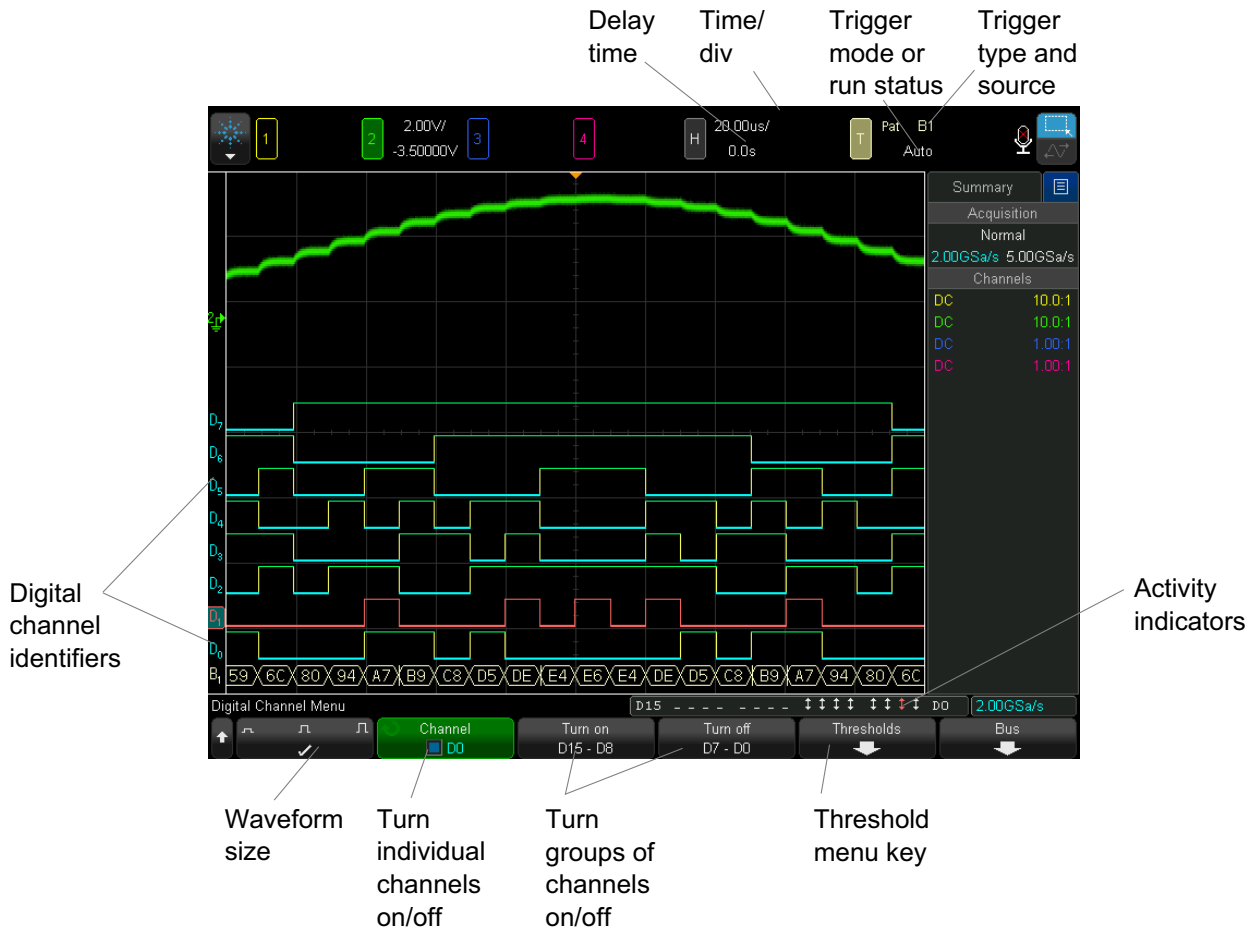 Delay
time
Time/
div
Trigger
mode or
run status
Trigger
type and
source
1
2
2.00V/
-3.50000V
3
4
H
20.00us/
0.0s
T
Pat B1
Auto
Summary
Acquisition
Normal
2.00GSa/s 5.00GSa/s
Channels
DC 10.0:1
DC 10.0:1
DC 1.00:1
DC 1.00:1
2
D7
D6
D5
D4
D3
D2
D1
D0
B1 59 6C 80 94 A7 B9 C8 D5 DE E4 E6 E4 DE D5 C8 B9 A7 94 80 6C
Digital
channel
identifiers
Activity
indicators
Digital Channel Menu
D15 _ _ _ _ _ _ _ _ ↕↕↕↕ ↕↕↕↕ D0
2.00GSa/s
Channel
D0
Turn on
D15 - D8
Turn off
D7 - D0
Thresholds
Bus
Waveform
size
Turn
individual
channels
on/off
Turn
groups of
channels
on/off
Threshold
menu key